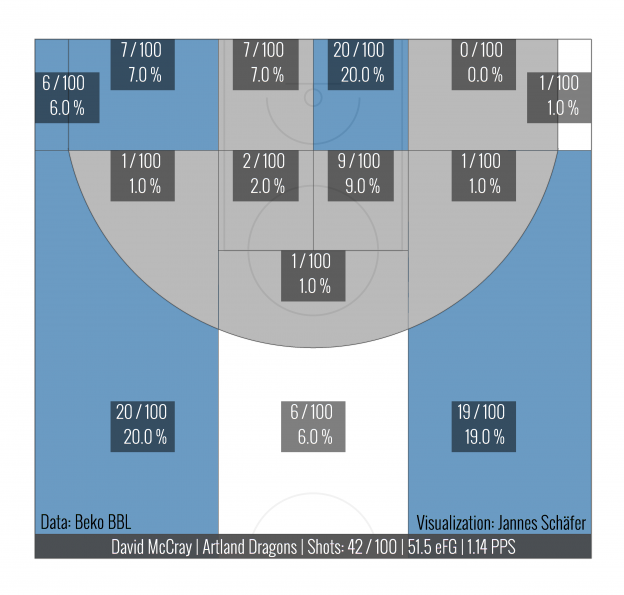 7 / 100
7.0 %
7 / 100
7.0 %
20 / 100
20.0 %
0 / 100
0.0 %
6 / 100
6.0 %
1 / 100
1.0 %
1 / 100
1.0 %
2 / 100
2.0 %
9 / 100
9.0 %
1 / 100
1.0 %
1 / 100
1.0 %
20 / 100
20.0 %
6 / 100
6.0 %
19 / 100
19.0 %
Data: Beko BBL
Visualization: Jannes Schäfer
David McCray | Artland Dragons | Shots: 42 / 100 | 51.5 eFG | 1.14 PPS